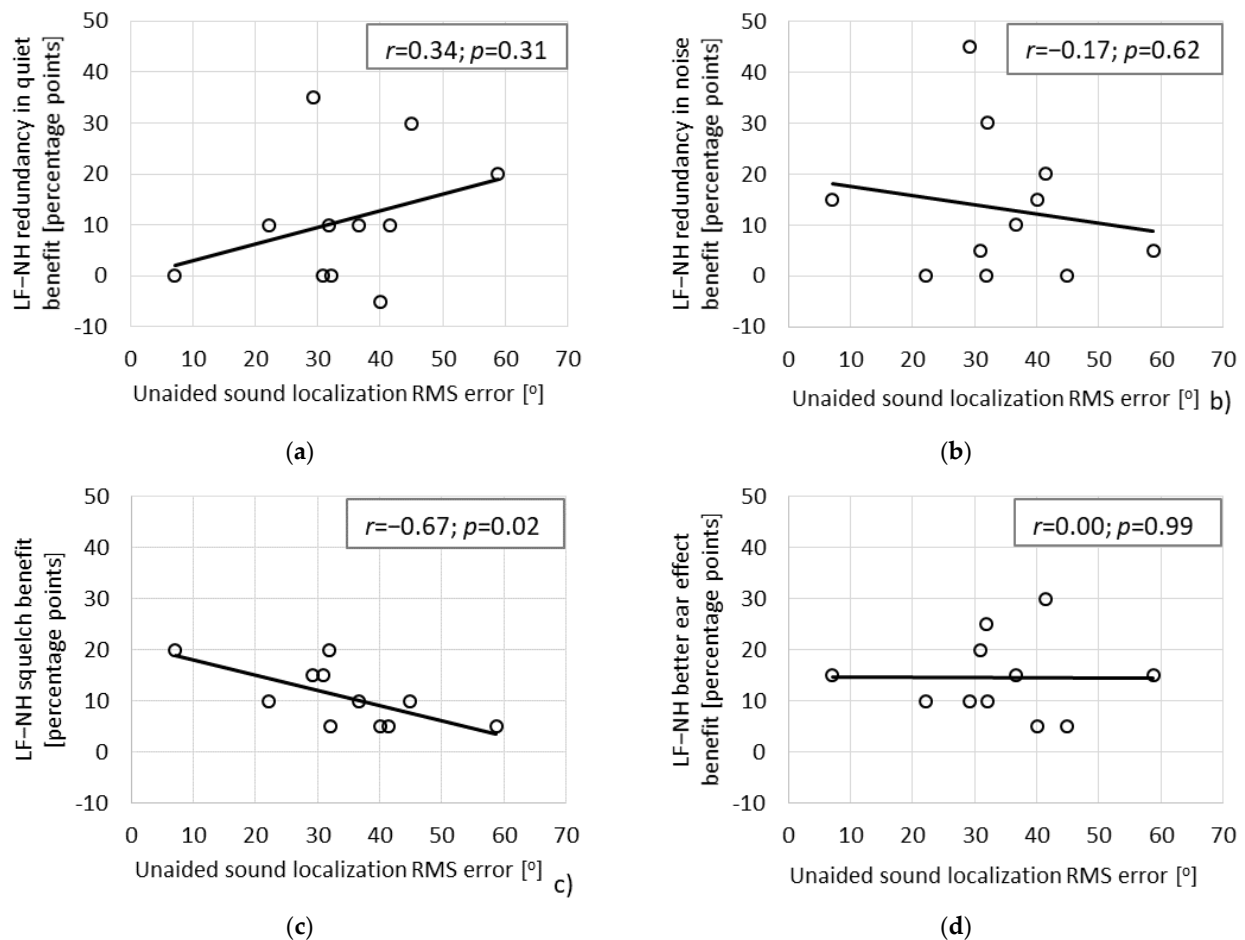 LF–NH redundancy in quiet
benefit [percentage points]
50
40
30
20
10
0
-10
r=0.34; p=0.31
0 10 20 30 40 50 60 70
Unaided sound localization RMS error [o]
(a)
LF–NH redundancy in noise
benefit [percentage points]
50
40
30
20
10
0
-10
r=−0.17; p=0.62
0 10 20 30 40 50 60 70
Unaided sound localization RMS error [o] b)
(b)
LF–NH squelch benefit
[percentage points]
50
40
30
20
10
0
-10
r=−0.67; p=0.02
0 10 20 30 40 50 60 70
Unaided sound localization RMS error [o] c)
(c)
LF–NH better ear effect
benefit [percentage points]
50
40
30
20
10
0
-10
r=0.00; p=0.99
0 10 20 30 40 50 60 70
Unaided sound localization RMS error [o]
(d)